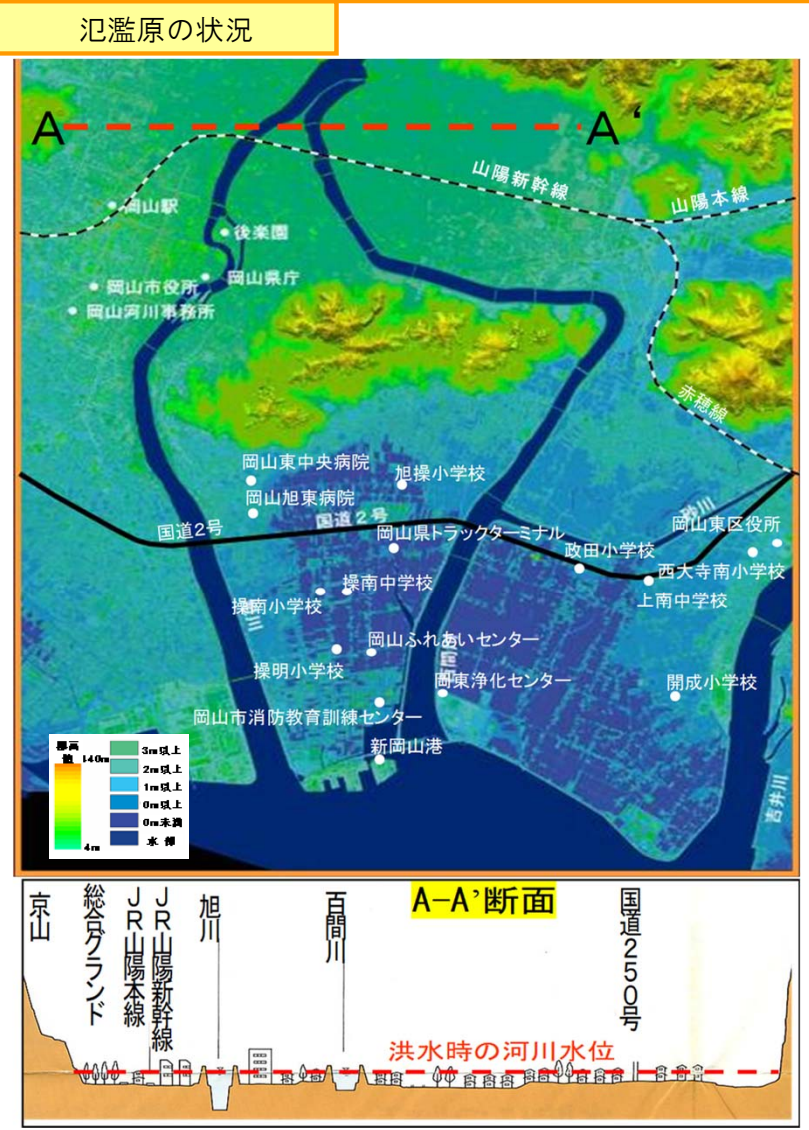 氾濫原の状況
A
A'
山陽新幹線
山陽本線
岡山駅
後楽園
岡山県庁
岡山市役所
岡山河川事務所
赤穂線
岡山東中央病院
旭操小学校
岡山旭東病院
国道2号
国道2号
砂川
岡山東区役所
岡山県トラックターミナル
政田小学校
西大寺南小学校
操南中学校
上南中学校
操南小学校
旭川
岡山ふれあいセンター
百間川
操明小学校
岡東浄化センター
開成小学校
岡山市消防教育訓練センター
新岡山港
吉井川
標高
値
140m
4m
3m以上
2m以上
1m以上
0m以上
0m未満
水部
A−A'断面
京山
総合グランド
JR山陽本線
JR山陽新幹線
旭川
百間川
国道250号
洪水時の河川水位